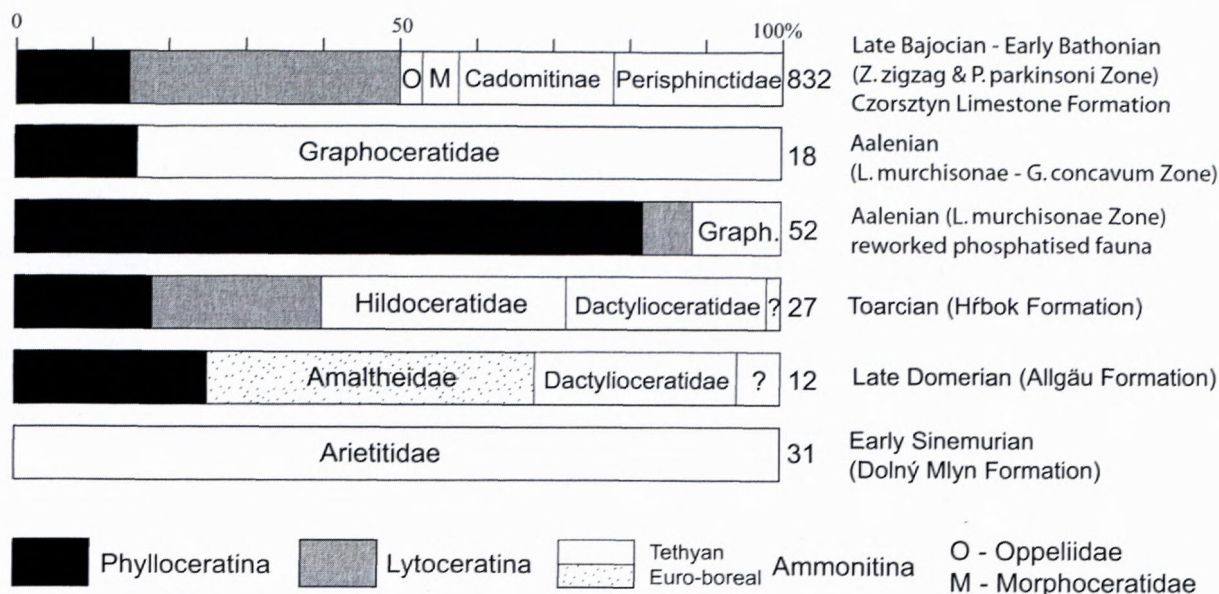 0 50 100%
O M Cadomitinae Perisphinctidae 832
Late Bajocian - Early Bathonian
(Z. zigzag & P. parkinsoni Zone)
Czorsztyn Limestone Formation
Graphoceratidae 18
Aalenian
(L. murchisonae - G. concavum Zone)
Graph. 52
Aalenian (L. murchisonae Zone)
reworked phosphatised fauna
Hildoceratidae Dactylioceratidae ? 27 Toarcian (Hŕbok Formation)
Amaltheidae Dactylioceratidae ? 12 Late Domerian (Allgäu Formation)
Arietitidae 31
Early Sinemurian
(Dolný Mlyn Formation)
Phylloceratina Lytoceratina
Tethyan
Euro-boreal
Ammonitina
O - Oppeliidae
M - Morphoceratidae